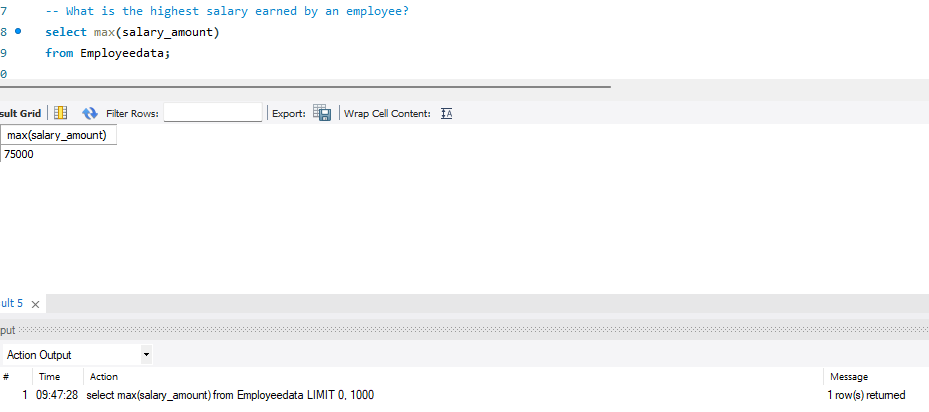 7 -- What is the highest salary earned by an employee?
8 select max(salary_amount)
9 from Employeedata;
0
sult Grid Filter Rows: Export: Wrap Cell Content: IA
max(salary_amount)
75000
ult 5 ×
put
Action Output
# Time Action Message
1 09:47:28 select max(salary_amount) from Employeedata LIMIT 0, 1000 1 row(s) returned